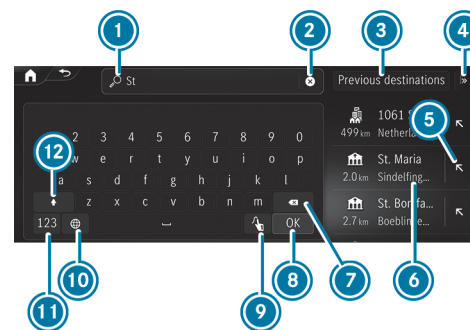 1
2
3
4
St
Previous destinations
»
1061 S
499 km Netherla
5
2 3 4 5 6 7 8 9 0
12
w e r t y u i o p
St. Maria
2.0 km Sindelfing...
a s d f g h j k l
z x c v b n m
St. Bonifa...
2.7 km Boeblinge...
123
OK
11
10
9
8
7
6